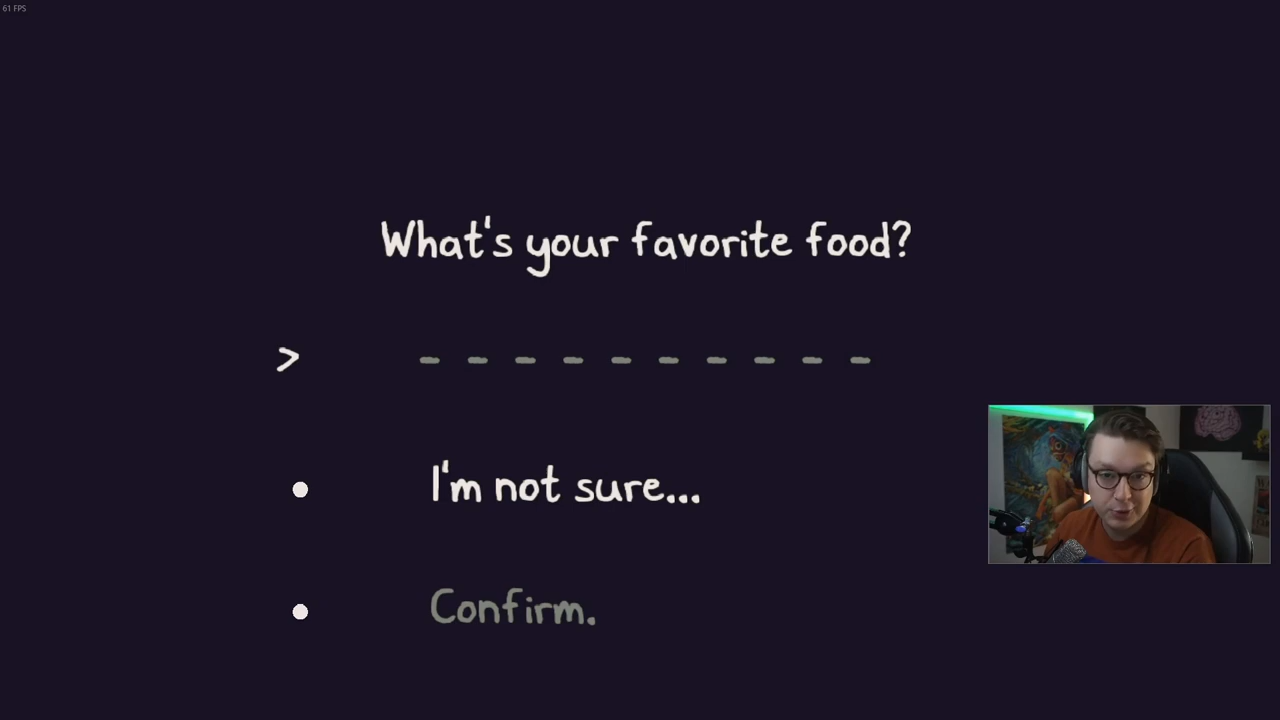 61 FPS
What's your favorite food?
> _ _ _ _ _ _ _ _ _ _
I'm not sure...
Confirm.